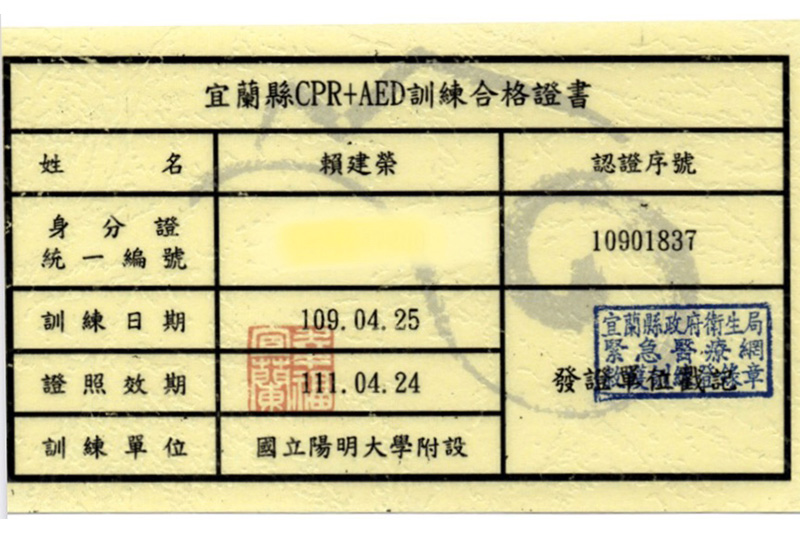 宜蘭縣CPR+AED訓練合格證書
姓名 賴建榮 認證序號
身分證
統一編號
10901837
訓練日期 109.04.25
證照效期 111.04.24
訓練單位 國立陽明大學附設
宜蘭縣政府衛生局
緊急醫療網
發證單位戳記